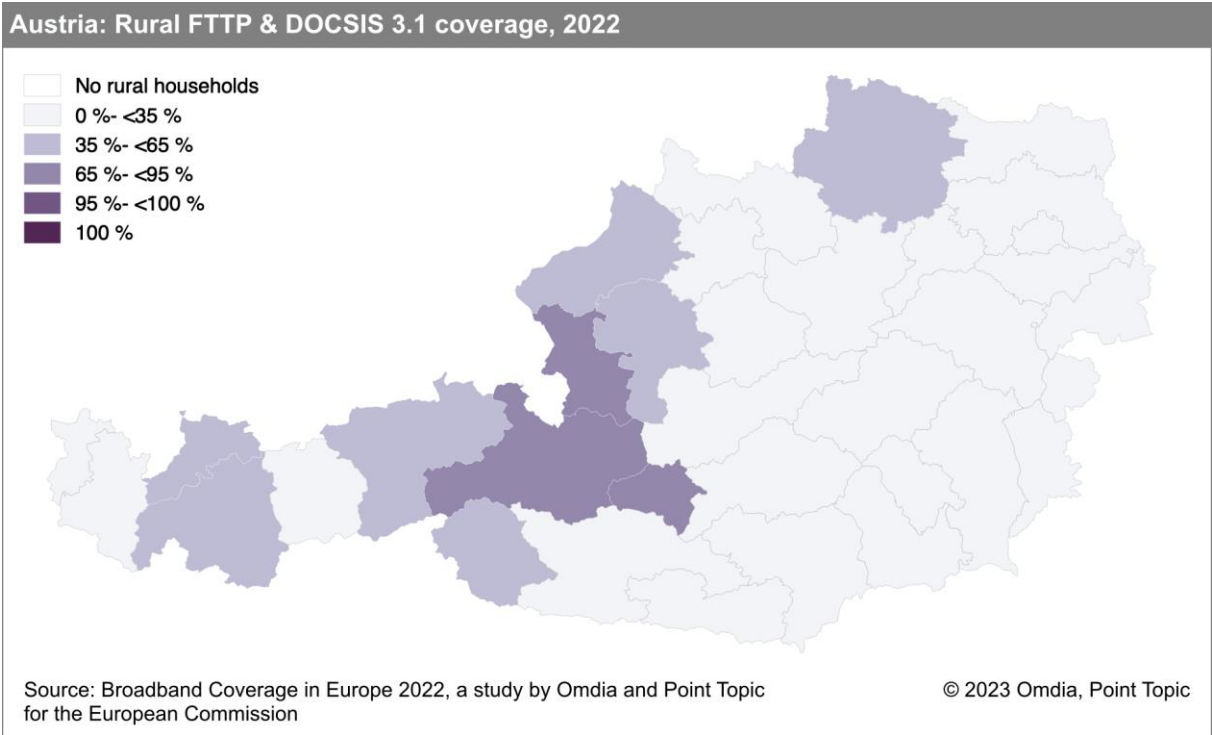 Austria: Rural FTTP & DOCSIS 3.1 coverage, 2022
No rural households
0 %- <35 %
35 %- <65 %
65 %- <95 %
95 %- <100 %
100 %
Source: Broadband Coverage in Europe 2022, a study by Omdia and Point Topic
for the European Commission
© 2023 Omdia, Point Topic